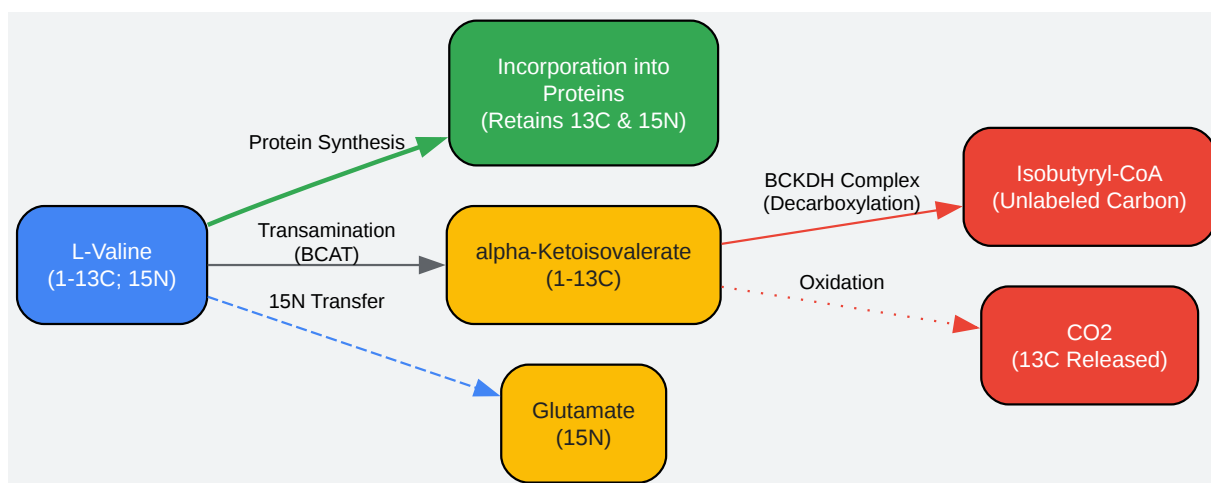 Incorporation into
Proteins
(Retains 13C & 15N)
Protein Synthesis
BCKDH Complex
(Decarboxylation)
Isobutyryl-CoA
(Unlabeled Carbon)
L-Valine
(1-13C; 15N)
Transamination
(BCAT)
alpha-Ketoisovalerate
(1-13C)
15N Transfer
Oxidation
CO2
(13C Released)
Glutamate
(15N)